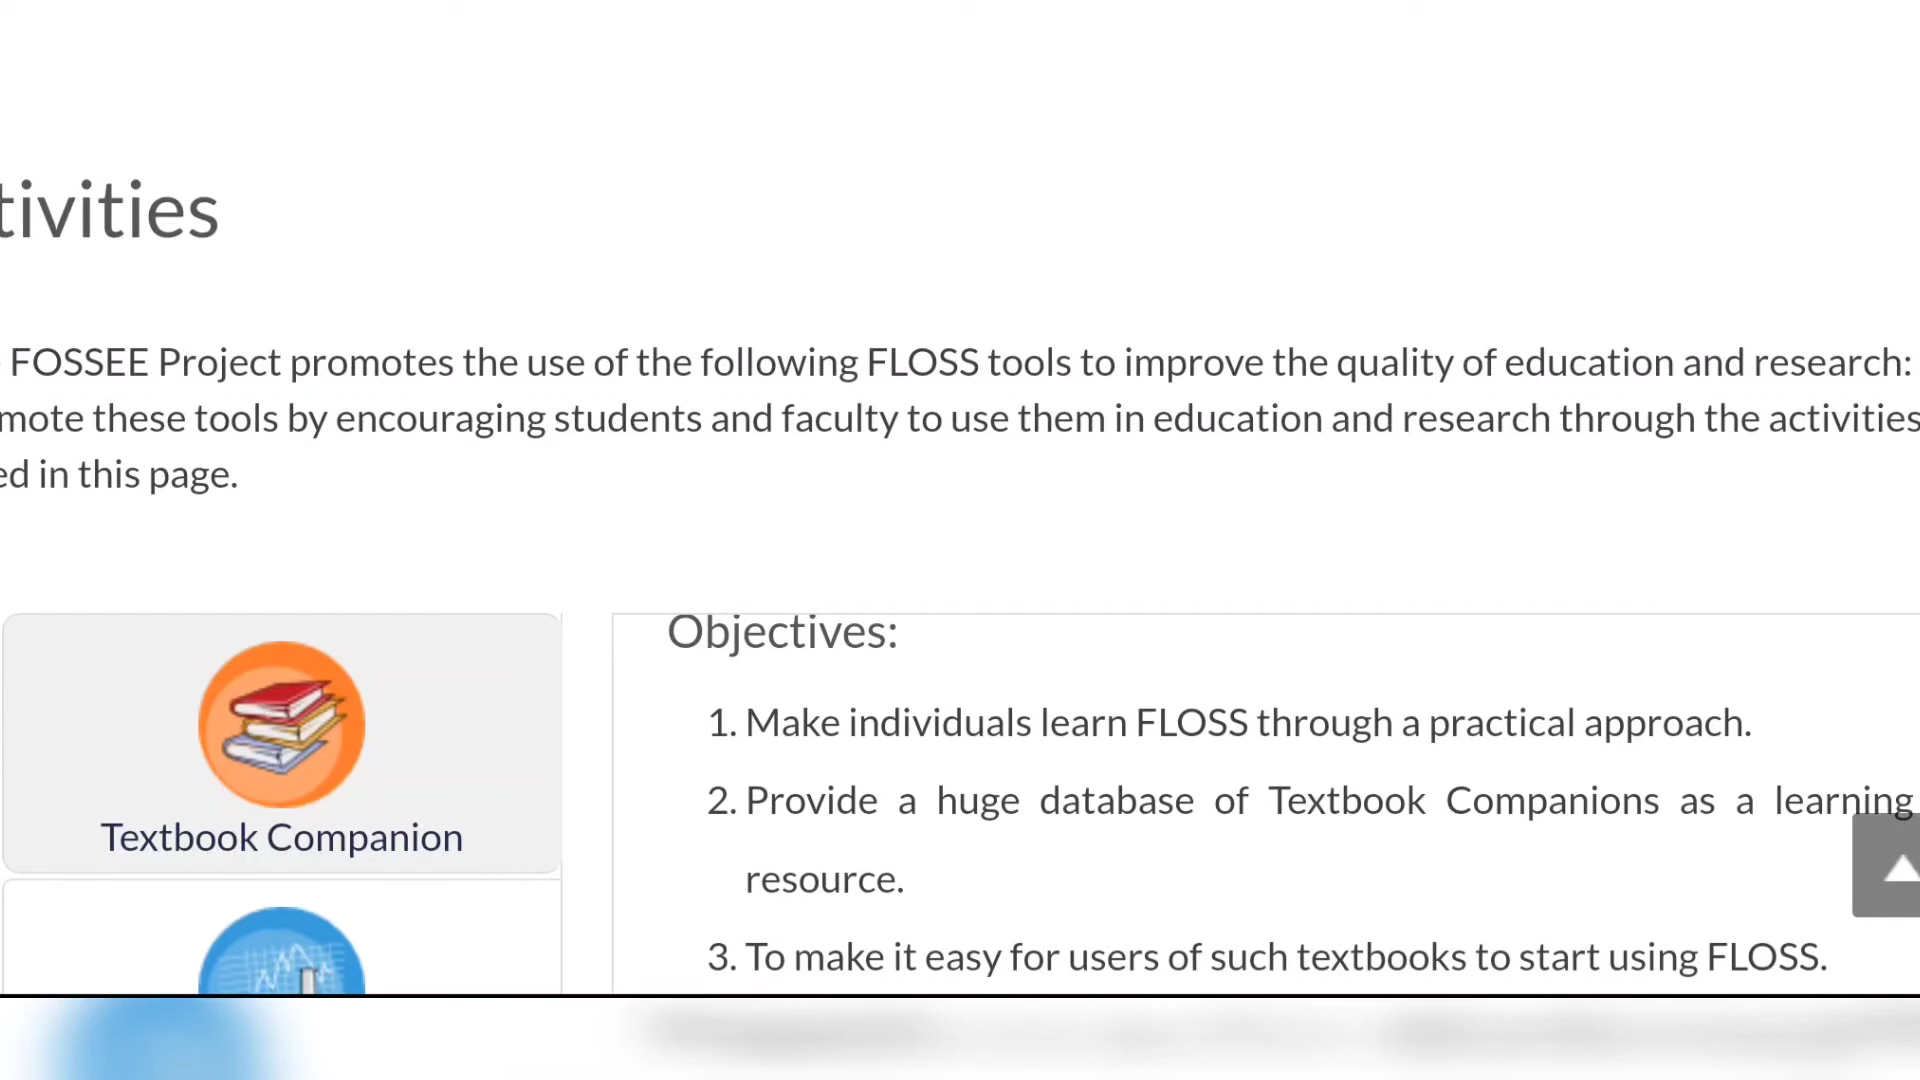 tivities
FOSSEE Project promotes the use of the following FLOSS tools to improve the quality of education and research:
mote these tools by encouraging students and faculty to use them in education and research through the activities
ed in this page.
Objectives:
1. Make individuals learn FLOSS through a practical approach.
2. Provide a huge database of Textbook Companions as a learning
resource.
3. To make it easy for users of such textbooks to start using FLOSS.
Textbook Companion